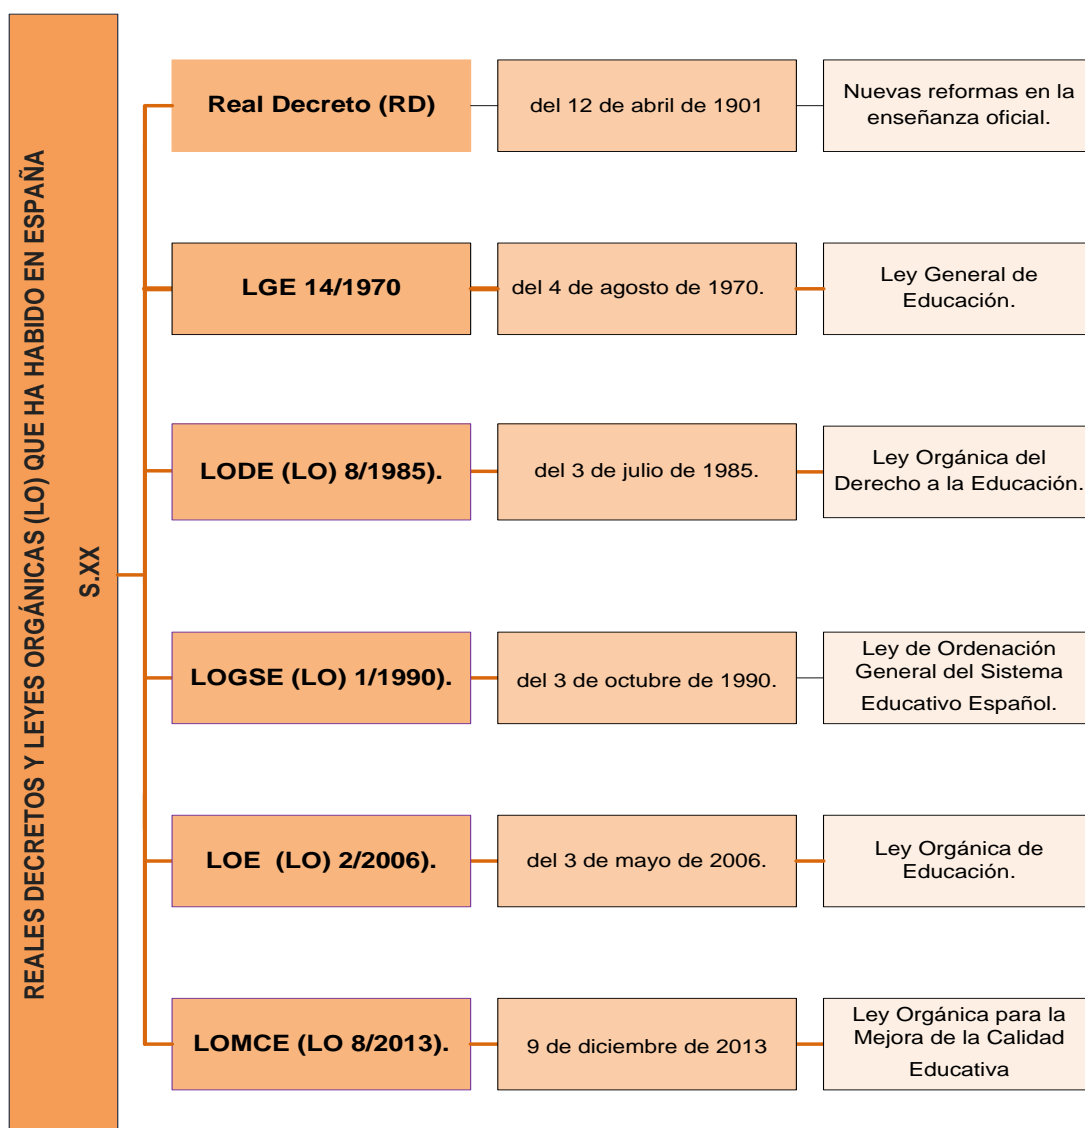 REALES DECRETOS Y LEYES ORGÁNICAS (LO) QUE HA HABIDO EN ESPAÑA
S.XX
Real Decreto (RD)
del 12 de abril de 1901
Nuevas reformas en la
enseñanza oficial.
LGE 14/1970
del 4 de agosto de 1970.
Ley General de
Educación.
LODE (LO) 8/1985).
del 3 de julio de 1985.
Ley Orgánica del
Derecho a la Educación.
LOGSE (LO) 1/1990).
del 3 de octubre de 1990.
Ley de Ordenación
General del Sistema
Educativo Español.
LOE (LO) 2/2006).
del 3 de mayo de 2006.
Ley Orgánica de
Educación.
LOMCE (LO 8/2013).
9 de diciembre de 2013
Ley Orgánica para la
Mejora de la Calidad
Educativa